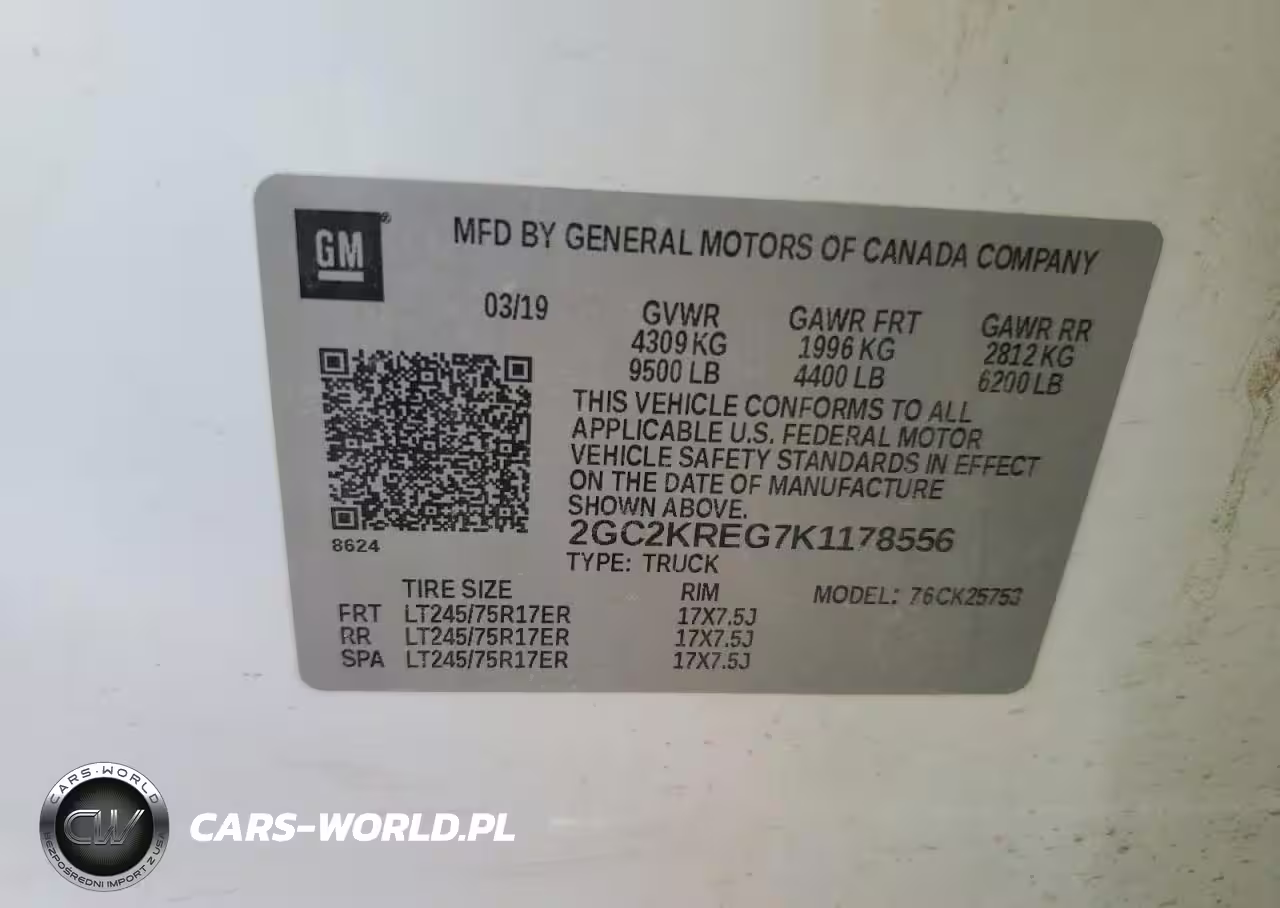 GM
MFD BY GENERAL MOTORS OF CANADA COMPANY
03/19
GVWR GAWR FRT GAWR RR
4309 KG 1996 KG 2812 KG
9500 LB 4400 LB 6200 LB
THIS VEHICLE CONFORMS TO ALL
APPLICABLE U.S. FEDERAL MOTOR
VEHICLE SAFETY STANDARDS IN EFFECT
ON THE DATE OF MANUFACTURE
SHOWN ABOVE.
2GC2KREG7K1178556
TYPE: TRUCK
8624
TIRE SIZE RIM MODEL: 76CK25753
FRT LT245/75R17ER 17X7.5J
RR LT245/75R17ER 17X7.5J
SPA LT245/75R17ER 17X7.5J
CARS-WORLD
CW
BEZPOŚREDNI IMPORT Z USA
CARS-WORLD.PL